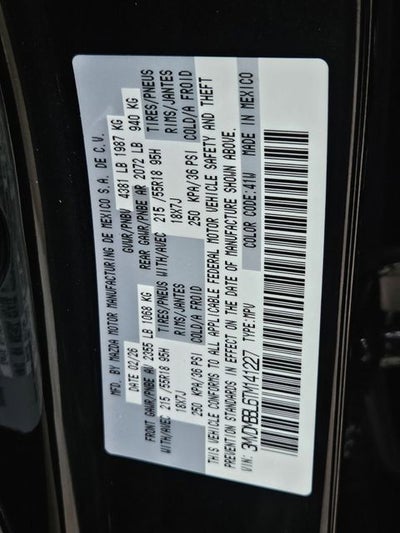 MFD. BY MAZDA MOTOR MANUFACTURING DE MEXICO S.A. DE C.V.
DATE 02/26 GVWR/PNBV 4381 LB 1987 KG
FRONT GAWR/PNBE AV 2355 LB 1068 KG REAR GAWR/PNBE AR 2072 LB 940 KG
TIRES/PNEUS TIRES/PNEUS
WITH/AVEC 215 /55R18 95H WITH/AVEC 215 /55R18 95H
RIMS/JANTES RIMS/JANTES
18X7J 18X7J
COLD/A FROID COLD/A FROID
250 KPA/36 PSI 250 KPA/36 PSI
THIS VEHICLE CONFORMS TO ALL APPLICABLE FEDERAL MOTOR VEHICLE SAFETY AND THEFT
PREVENTION STANDARDS IN EFFECT ON THE DATE OF MANUFACTURE SHOWN ABOVE.
VIN: 3MVDMBBL6TM141227 TYPE:MPV COLOR CODE:41W MADE IN MEXICO